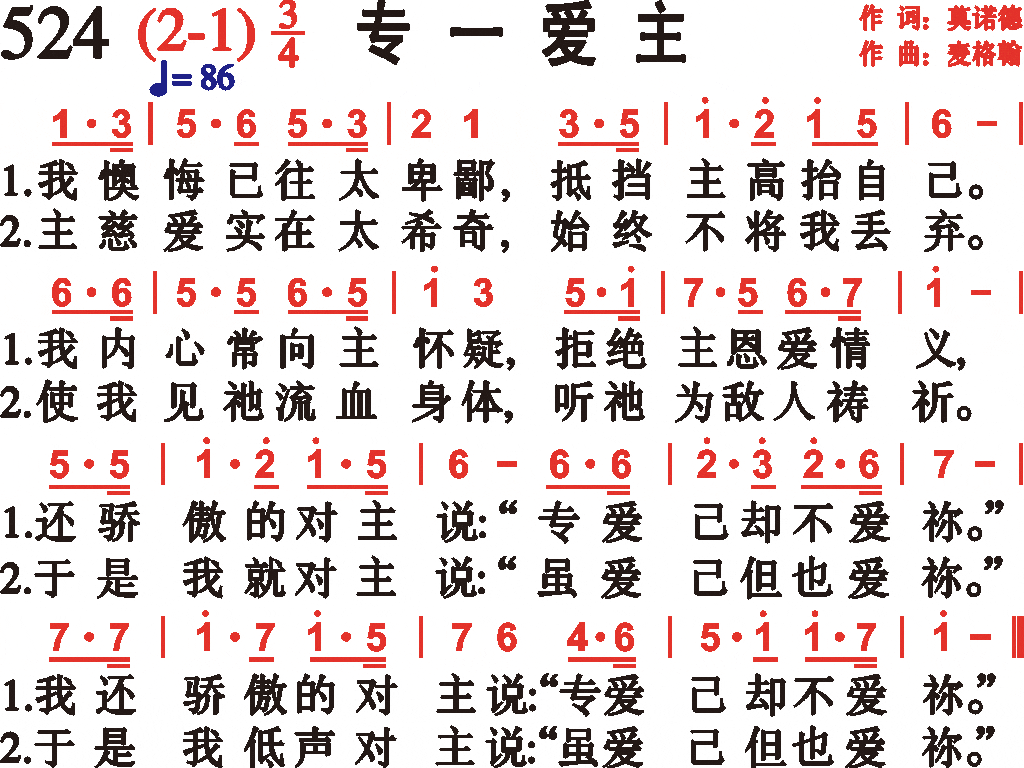 524 (2-1) 3/4 专一爱主 作 词：莫诺德
♩= 86 作 曲：麦格翰
1·3 | 5·6 5·3 | 2 1 3·5 | i·2̇ i 5 | 6 – |
1.我懊悔已往太卑鄙，抵挡主高抬自己。
2.主慈爱实在太希奇，始终不将我丢弃。
6·6 | 5·5 6·5 | i 3 5·i | 7·5 6·7 | i – |
1.我内心常向主怀疑，拒绝主恩爱情义，
2.使我见祂流血身体，听祂为敌人祷祈。
5·5 | i·2̇ i·5 | 6 – 6·6 | 2̇·3̇ 2̇·6 | 7 – |
1.还骄傲的对主说：“专爱己却不爱祢。”
2.于是我就对主说：“虽爱己但也爱祢。”
7·7 | i·7 i·5 | 7 6 4·6 | 5·i i·7 | i – ‖
1.我还骄傲的对主说：“专爱己却不爱祢。”
2.于是我低声对主说：“虽爱己但也爱祢。”